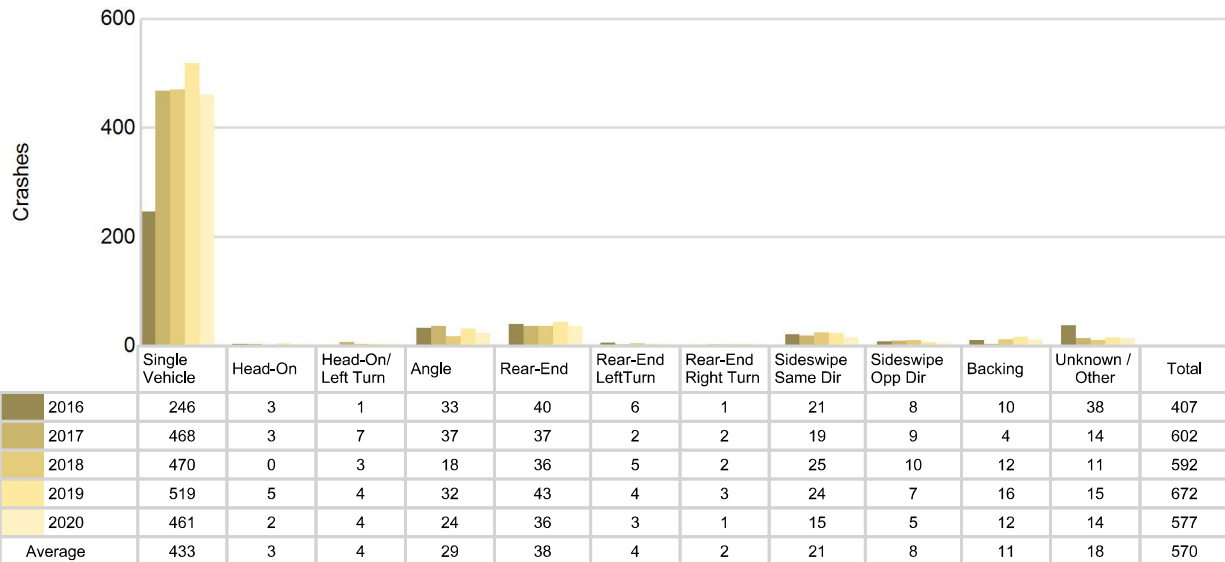 600
400
200
0
Crashes
Single Vehicle Head-On Head-On/ Left Turn Angle Rear-End Rear-End LeftTurn Rear-End Right Turn Sideswipe Same Dir Sideswipe Opp Dir Backing Unknown / Other Total
2016 246 3 1 33 40 6 1 21 8 10 38 407
2017 468 3 7 37 37 2 2 19 9 4 14 602
2018 470 0 3 18 36 5 2 25 10 12 11 592
2019 519 5 4 32 43 4 3 24 7 16 15 672
2020 461 2 4 24 36 3 1 15 5 12 14 577
Average 433 3 4 29 38 4 2 21 8 11 18 570